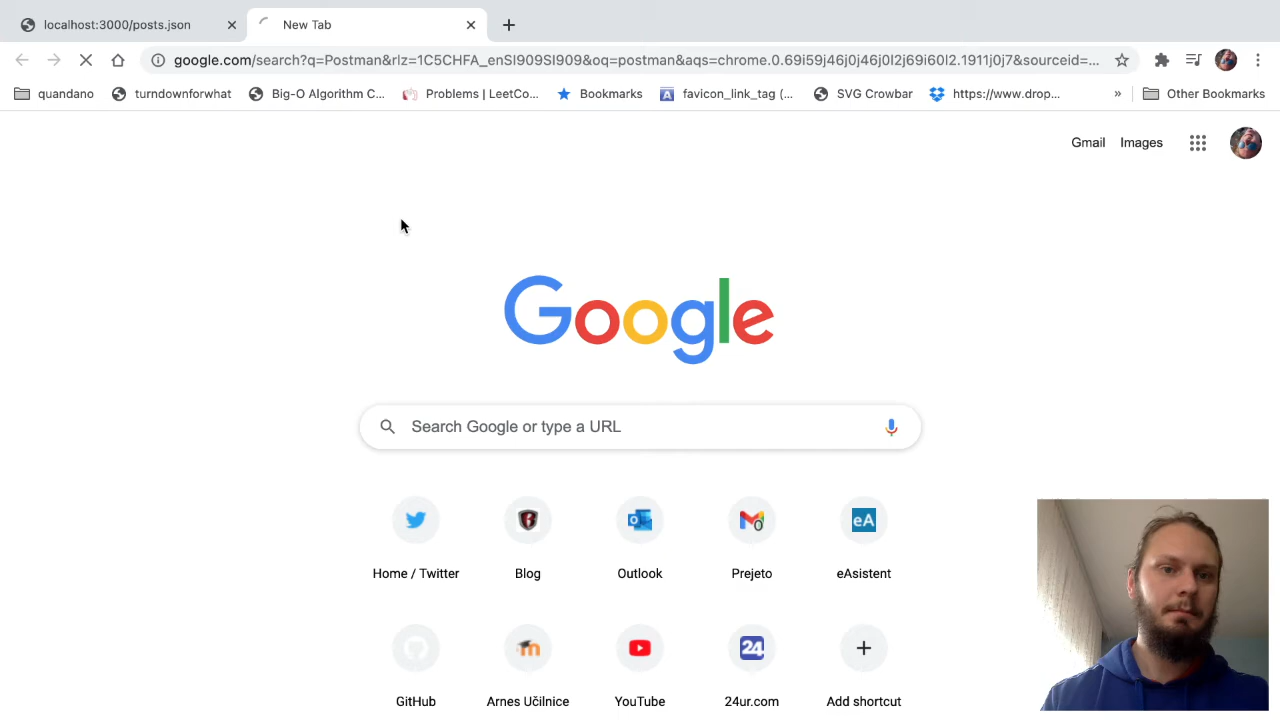 localhost:3000/posts.json
New Tab
google.com/search?q=Postman&rlz=1C5CHFA_enSI909SI909&oq=postman&aqs=chrome.0.69i59j46j0j46j0l2j69i60l2.1911j0j7&sourceid=...
quandano
turndownforwhat
Big-O Algorithm C...
Problems | LeetCo...
Bookmarks
favicon_link_tag (...
SVG Crowbar
https://www.drop...
»
Other Bookmarks
Gmail
Images
Google
Search Google or type a URL
Home / Twitter
Blog
Outlook
Prejeto
eAsistent
GitHub
Arnes Učilnice
YouTube
24ur.com
Add shortcut